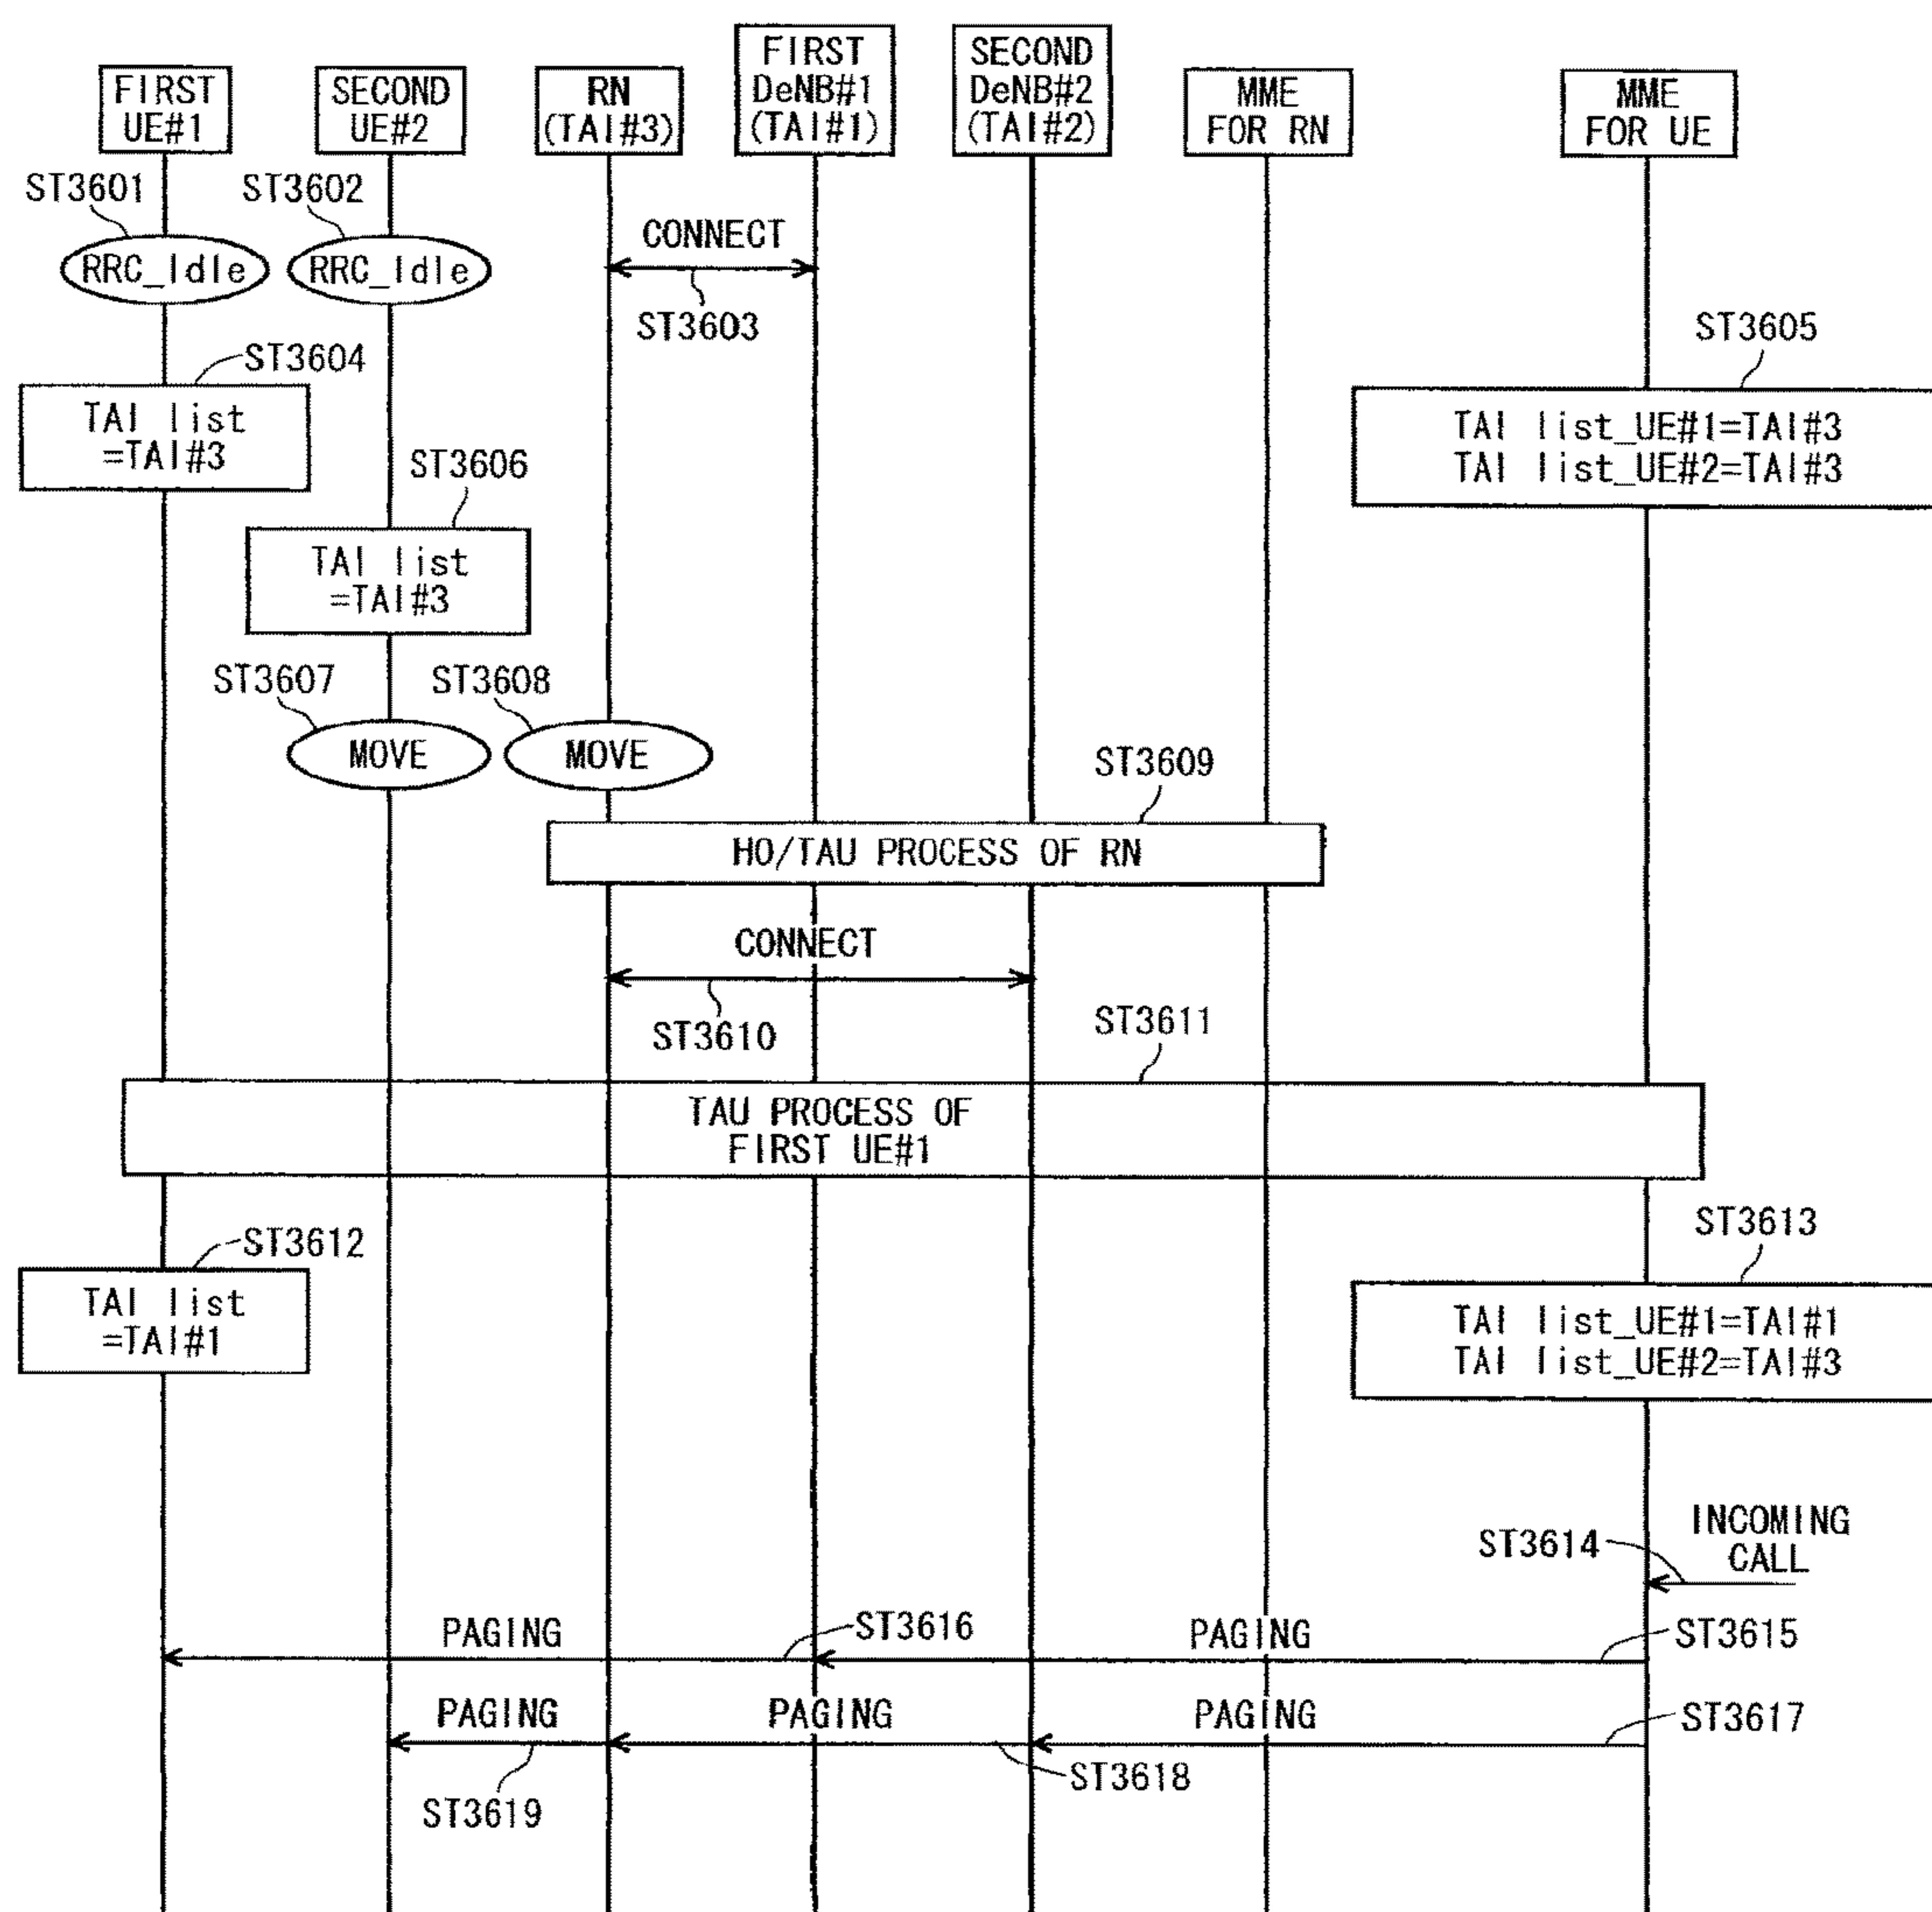 FIRST
UE#1
SECOND
UE#2
RN
(TAI#3)
FIRST
DeNB#1
(TAI#1)
SECOND
DeNB#2
(TAI#2)
MME
FOR RN
MME
FOR UE
ST3601
ST3602
RRC_Idle
RRC_Idle
CONNECT
ST3603
ST3604
TAI list
=TAI#3
ST3605
TAI list_UE#1=TAI#3
TAI list_UE#2=TAI#3
ST3606
TAI list
=TAI#3
ST3607
ST3608
MOVE
MOVE
ST3609
HO/TAU PROCESS OF RN
CONNECT
ST3610
ST3611
TAU PROCESS OF
FIRST UE#1
ST3612
TAI list
=TAI#1
ST3613
TAI list_UE#1=TAI#1
TAI list_UE#2=TAI#3
ST3614
INCOMING
CALL
PAGING
ST3616
PAGING
ST3615
PAGING
PAGING
PAGING
ST3617
ST3618
ST3619